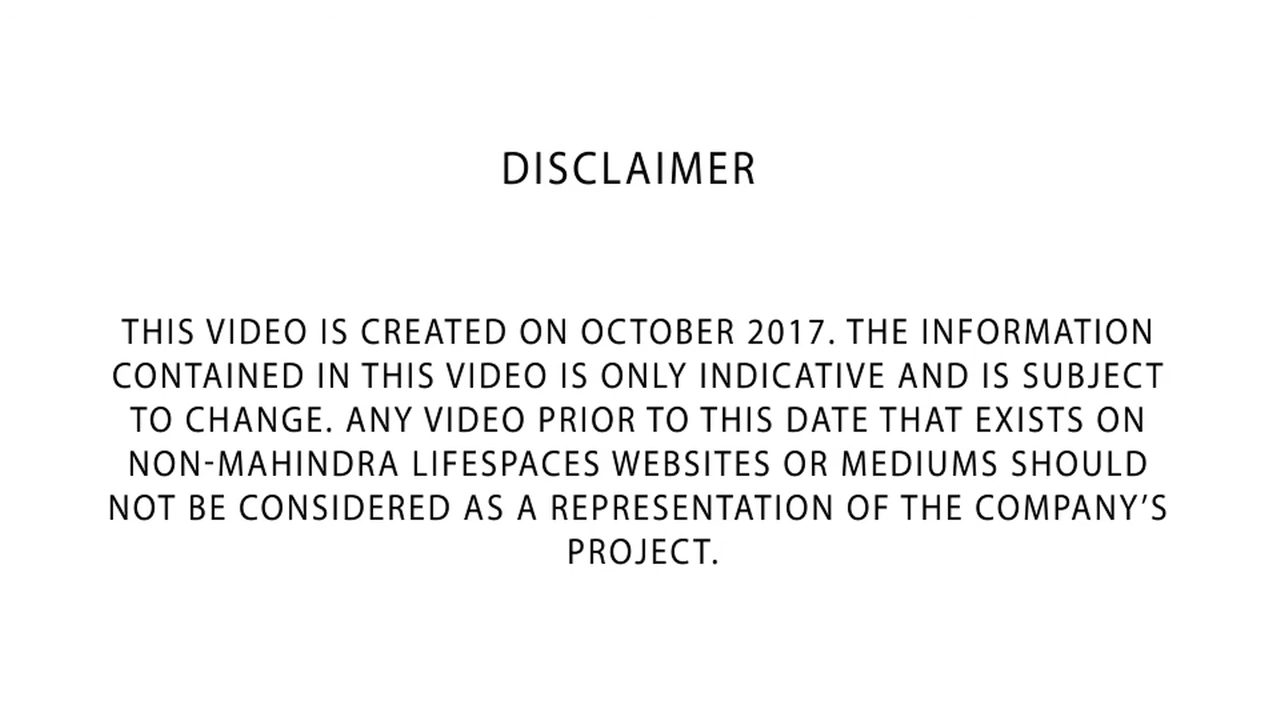 DISCLAIMER
THIS VIDEO IS CREATED ON OCTOBER 2017. THE INFORMATION
CONTAINED IN THIS VIDEO IS ONLY INDICATIVE AND IS SUBJECT
TO CHANGE. ANY VIDEO PRIOR TO THIS DATE THAT EXISTS ON
NON-MAHINDRA LIFESPACES WEBSITES OR MEDIUMS SHOULD
NOT BE CONSIDERED AS A REPRESENTATION OF THE COMPANY’S
PROJECT.